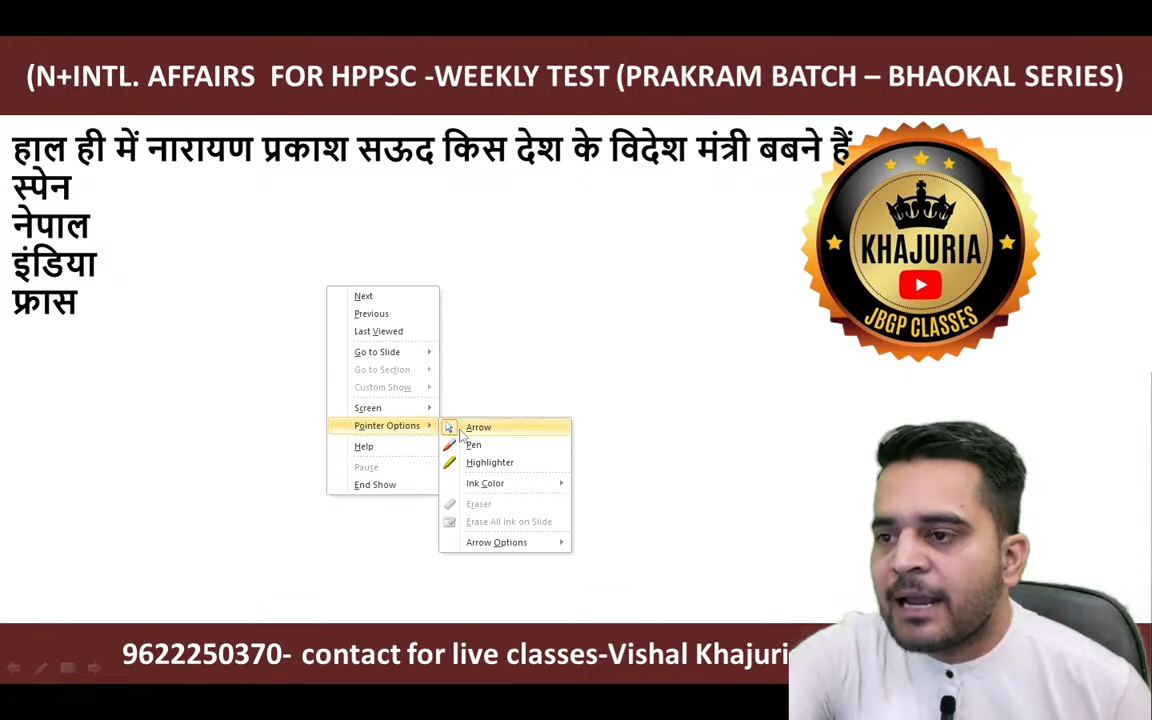 (N+INTL. AFFAIRS FOR HPPSC -WEEKLY TEST (PRAKRAM BATCH – BHAOKAL SERIES)
हाल ही में नारायण प्रकाश सऊद किस देश के विदेश मंत्री बबने हैं
स्पेन
नेपाल
इंडिया
फ्रास
KHAJURIA
JBGP CLASSES
Next
Previous
Last Viewed
Go to Slide
Go to Section
Custom Show
Screen
Pointer Options
Help
Pause
End Show
Arrow
Pen
Highlighter
Ink Color
Eraser
Erase All Ink on Slide
Arrow Options
9622250370- contact for live classes-Vishal Khajuri